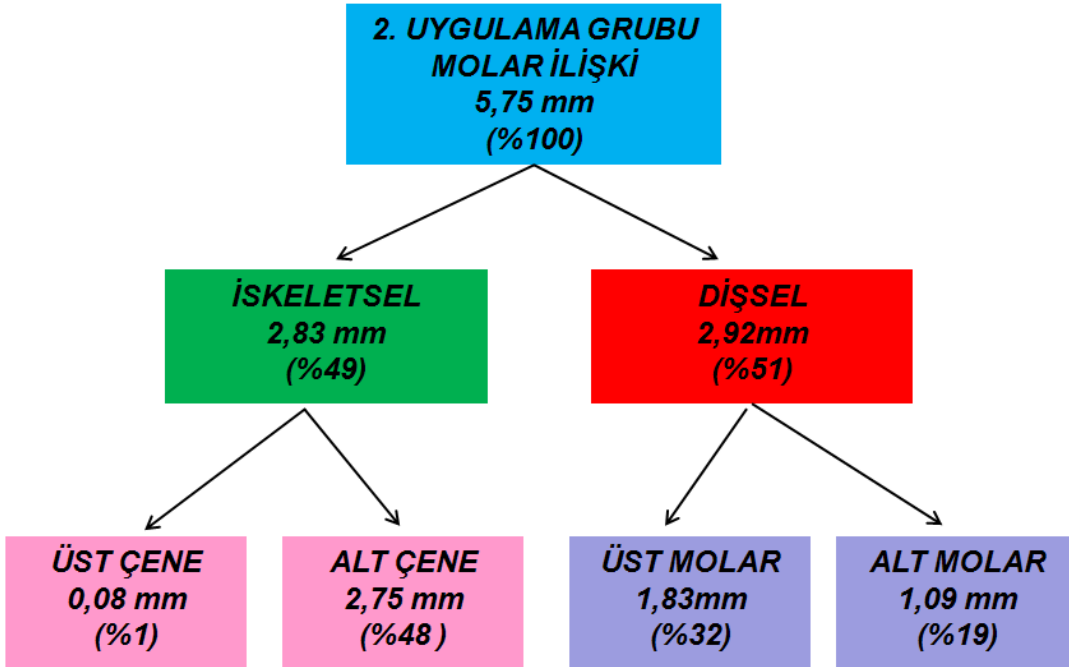 2. UYGULAMA GRUBU
MOLAR İLİŞKİ
5,75 mm
(%100)
İSKELETSEL
2,83 mm
(%49)
DİŞSEL
2,92mm
(%51)
ÜST ÇENE
0,08 mm
(%1)
ALT ÇENE
2,75 mm
(%48 )
ÜST MOLAR
1,83mm
(%32)
ALT MOLAR
1,09 mm
(%19)